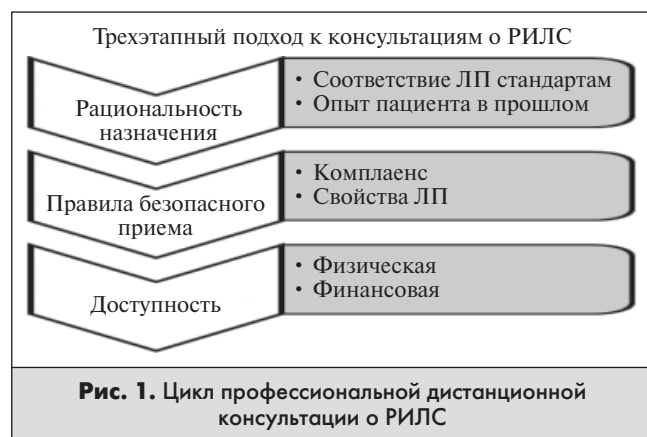 Трехэтапный подход к консультациям о РИЛС
Рациональность
назначения
• Соответствие ЛП стандартам
• Опыт пациента в прошлом
Правила безопасного
приема
• Комплаенс
• Свойства ЛП
Доступность
• Физическая
• Финансовая
Рис. 1. Цикл профессиональной дистанционной
консультации о РИЛС